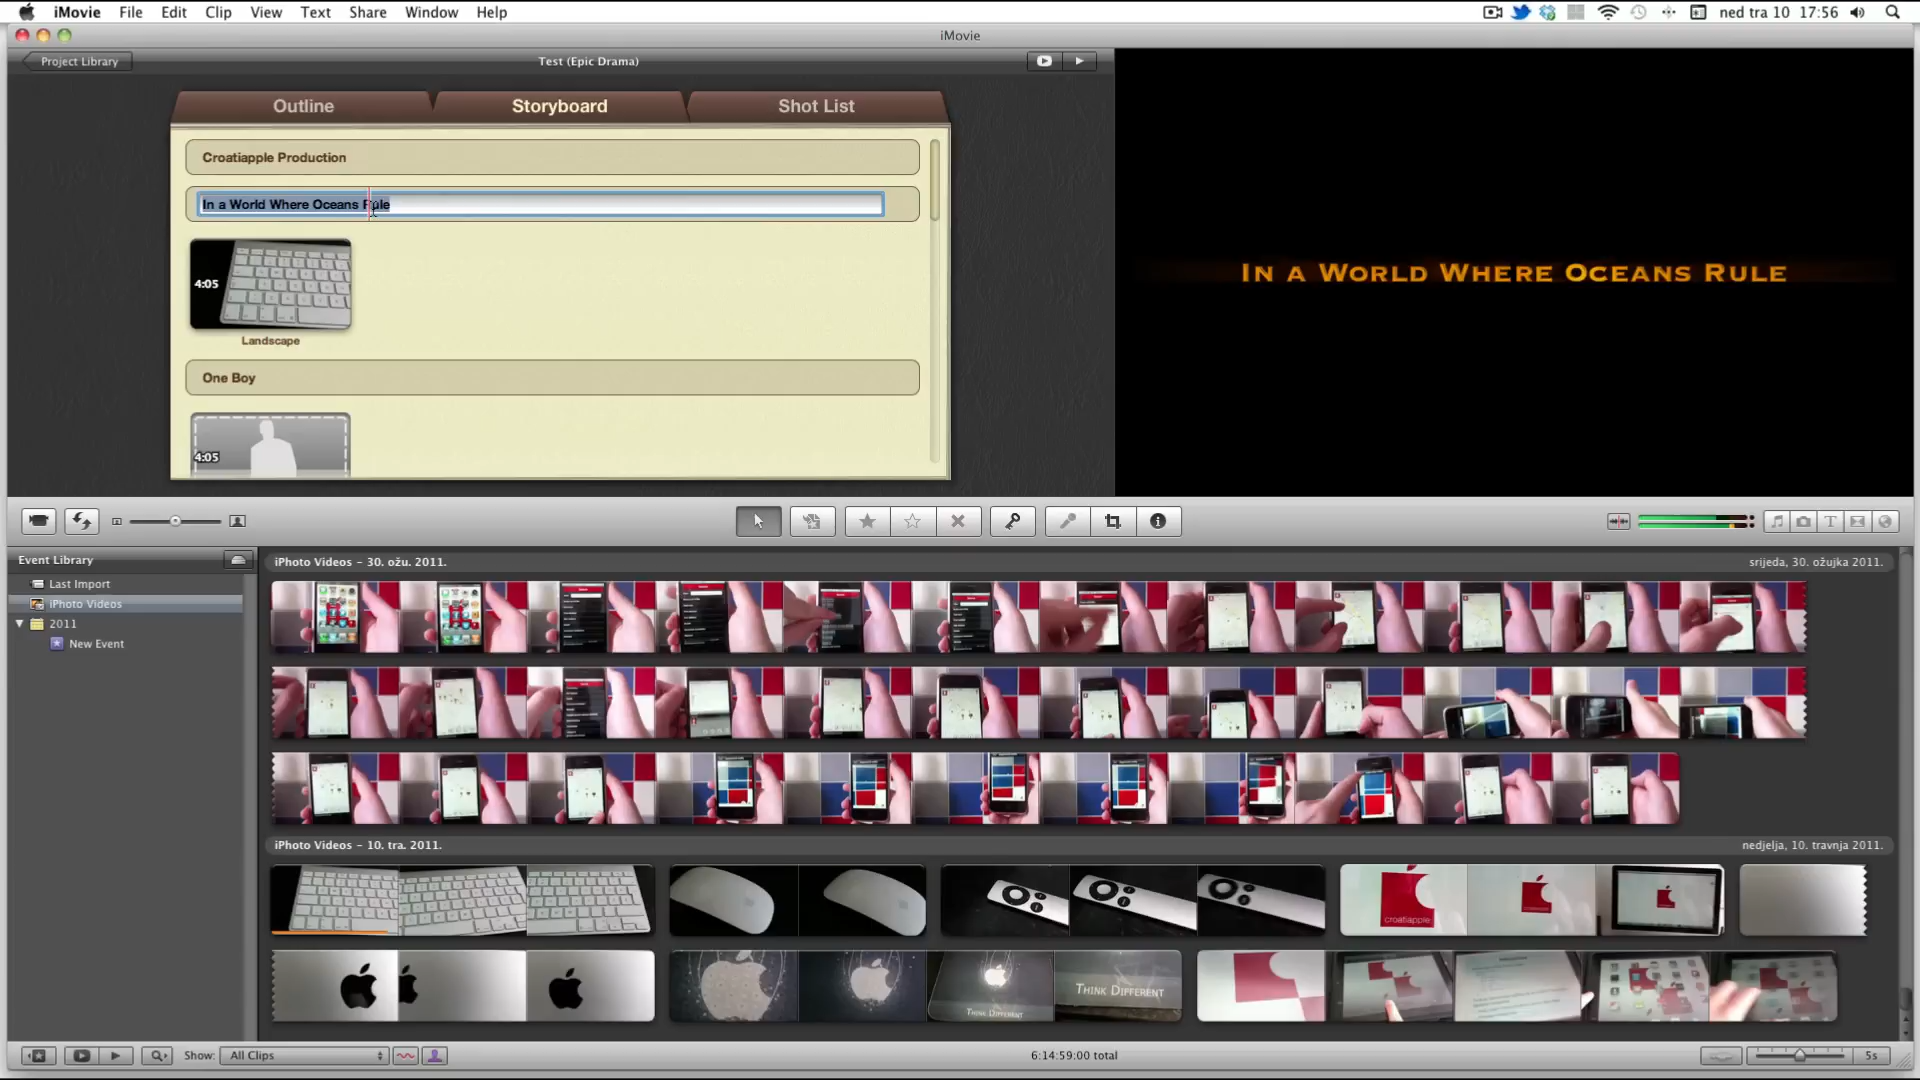 iMovie File Edit Clip View Text Share Window Help
ned tra 10 17:56
iMovie
Project Library
Test (Epic Drama)
Outline
Storyboard
Shot List
Croatiapple Production
In a World Where Oceans Rule
4:05
Landscape
One Boy
4:05
In a World Where Oceans Rule
Event Library
Last Import
iPhoto Videos
2011
New Event
iPhoto Videos – 30. ožu. 2011.
srijeda, 30. ožujka 2011.
iPhoto Videos – 10. tra. 2011.
nedjelja, 10. travnja 2011.
croatiapple
Think Different
Think Different
Show: All Clips
6:14:59:00 total
5s